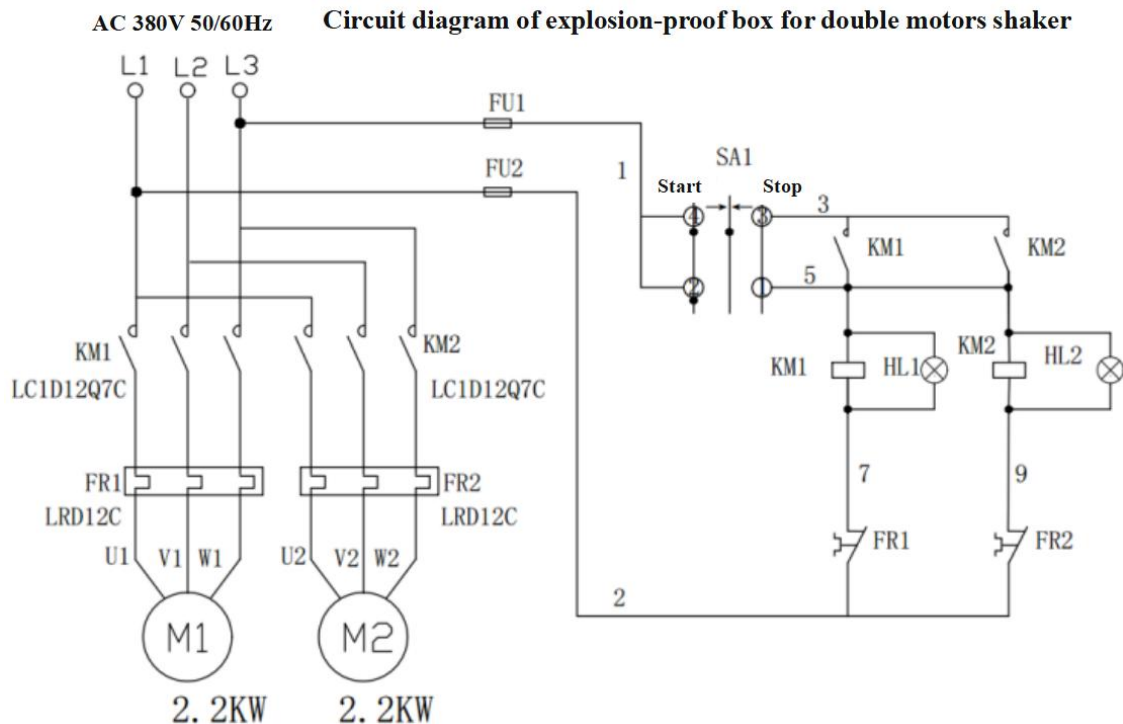 AC 380V 50/60Hz
Circuit diagram of explosion-proof box for double motors shaker
L1 L2 L3
FU1
FU2
1
SA1
Start
Stop
4
3
3
KM1
KM2
2
1
5
KM1
LC1D12Q7C
KM2
LC1D12Q7C
KM1
HL1
KM2
HL2
FR1
LRD12C
FR2
LRD12C
7
9
U1 V1 W1
U2 V2 W2
FR1
FR2
2
M1
M2
2.2KW
2.2KW